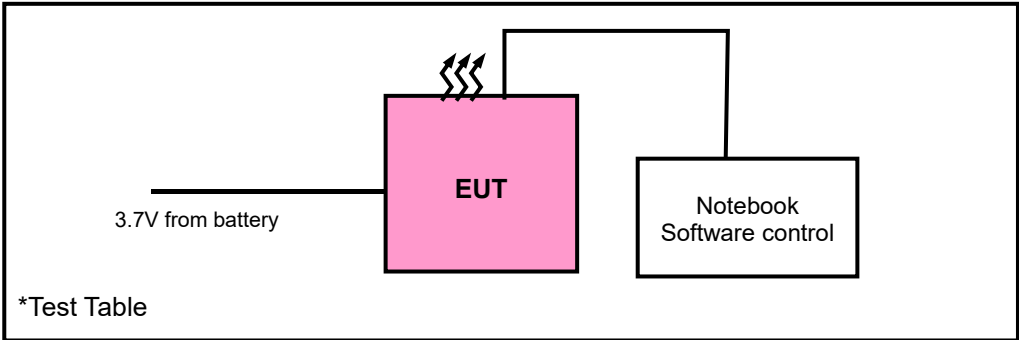 EUT
3.7V from battery
Notebook
Software control
*Test Table